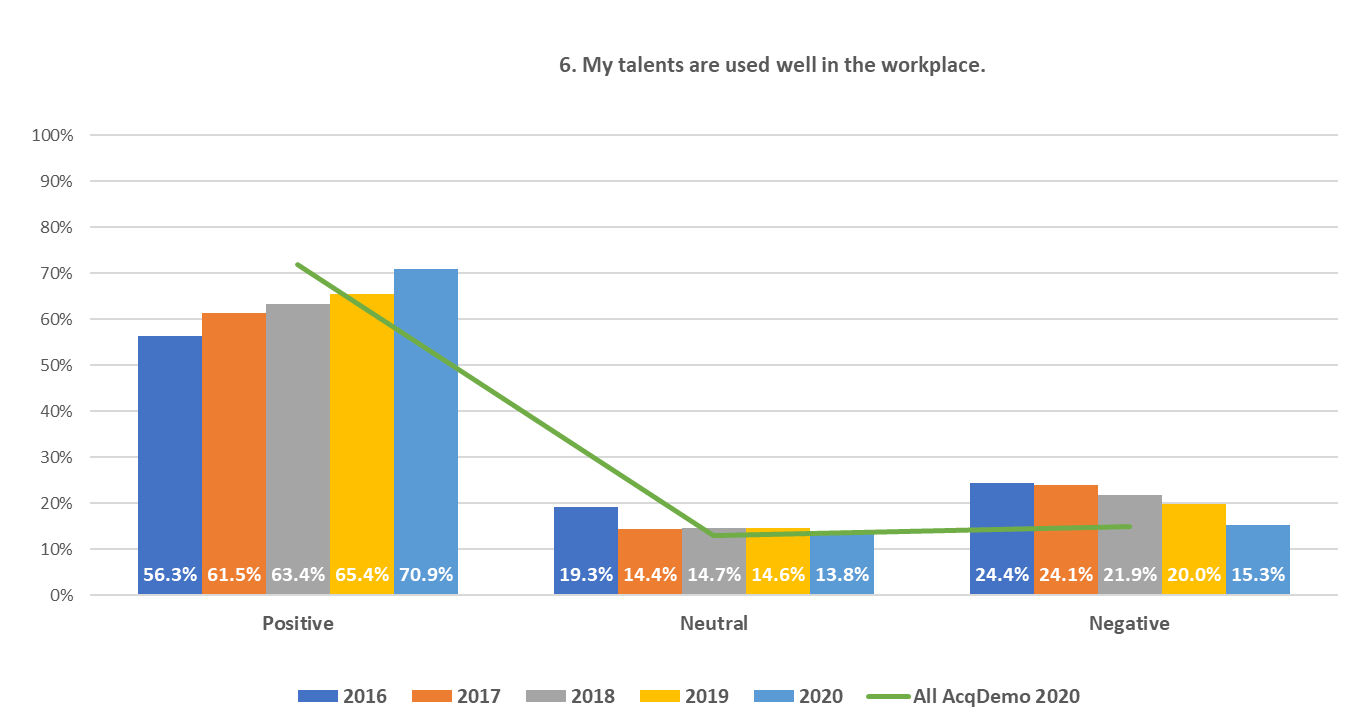 6. My talents are used well in the workplace.
100%
90%
80%
70%
60%
50%
40%
30%
20%
10%
0%
56.3% 61.5% 63.4% 65.4% 70.9% 19.3% 14.4% 14.7% 14.6% 13.8% 24.4% 24.1% 21.9% 20.0% 15.3%
Positive Neutral Negative
2016 2017 2018 2019 2020 All AcqDemo 2020